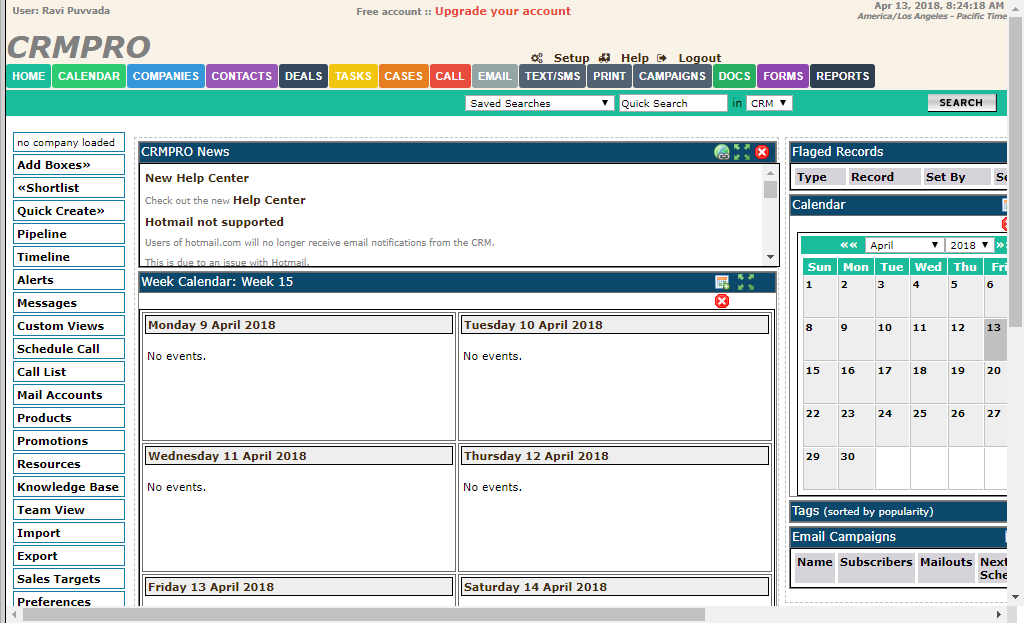 User: Ravi Puvvada
Free account :: Upgrade your account
Apr 13, 2018, 8:24:18 AM
America/Los Angeles - Pacific Time
CRMPRO
Setup Help Logout
HOME CALENDAR COMPANIES CONTACTS DEALS TASKS CASES CALL EMAIL TEXT/SMS PRINT CAMPAIGNS DOCS FORMS REPORTS
Saved Searches Quick Search in CRM SEARCH
no company loaded
Add Boxes»
«Shortlist
Quick Create»
Pipeline
Timeline
Alerts
Messages
Custom Views
Schedule Call
Call List
Mail Accounts
Products
Promotions
Resources
Knowledge Base
Team View
Import
Export
Sales Targets
Preferences
CRMPRO News
New Help Center
Check out the new Help Center
Hotmail not supported
Users of hotmail.com will no longer receive email notifications from the CRM.
This is due to an issue with Hotmail.
Week Calendar: Week 15
Monday 9 April 2018 Tuesday 10 April 2018
No events. No events.
Wednesday 11 April 2018 Thursday 12 April 2018
No events. No events.
Friday 13 April 2018 Saturday 14 April 2018
Flaged Records
Type Record Set By Se
Calendar
«« April 2018 »
Sun Mon Tue Wed Thu Fri
1 2 3 4 5 6
8 9 10 11 12 13
15 16 17 18 19 20
22 23 24 25 26 27
29 30
Tags (sorted by popularity)
Email Campaigns
Name Subscribers Mailouts Next
Sche